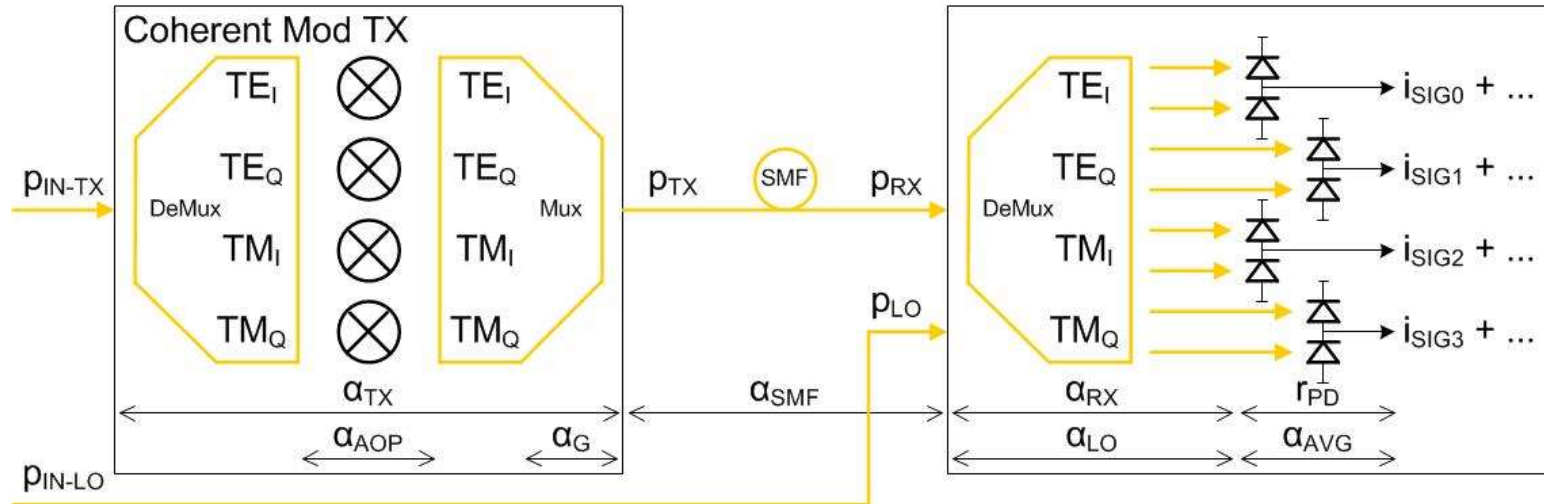 Coherent Mod TX
TE_I TE_I TE_I i_SIG0 + ...
TE_Q TE_Q TE_Q i_SIG1 + ...
p_IN-TX DeMux Mux p_TX SMF p_RX DeMux
TM_I TM_I TM_I i_SIG2 + ...
p_LO
TM_Q TM_Q TM_Q i_SIG3 + ...
α_TX α_SMF α_RX r_PD
α_AOP α_G α_LO α_AVG
p_IN-LO